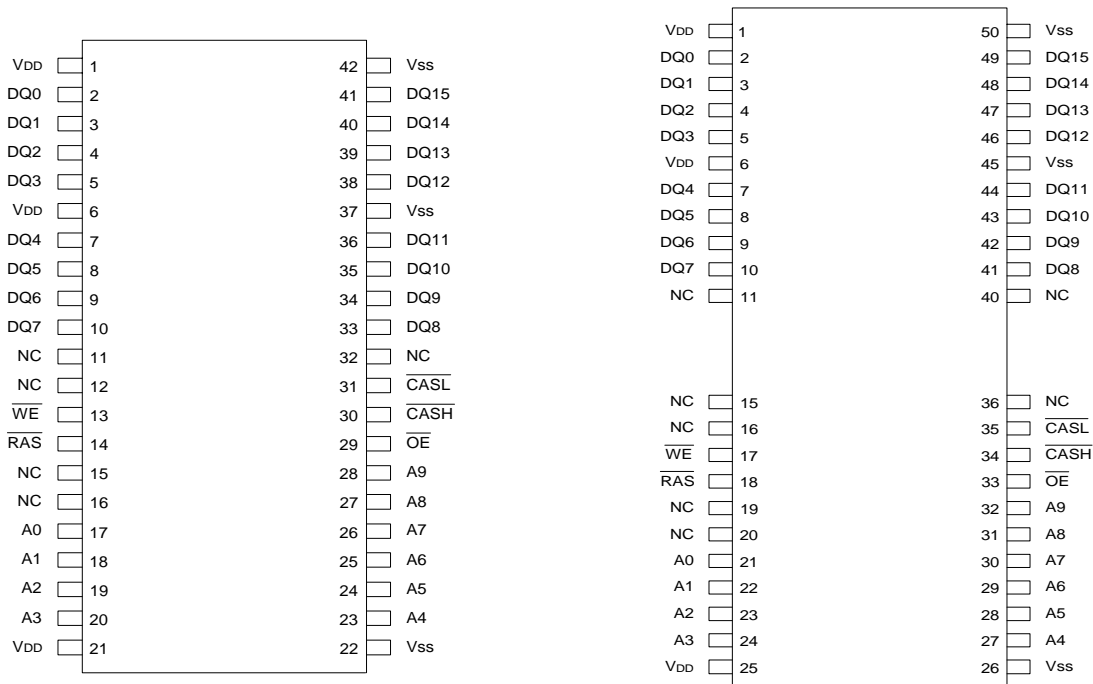 VDD 1 42 Vss
DQ0 2 41 DQ15
DQ1 3 40 DQ14
DQ2 4 39 DQ13
DQ3 5 38 DQ12
VDD 6 37 Vss
DQ4 7 36 DQ11
DQ5 8 35 DQ10
DQ6 9 34 DQ9
DQ7 10 33 DQ8
NC 11 32 NC
NC 12 31 CASL
WE 13 30 CASH
RAS 14 29 OE
NC 15 28 A9
NC 16 27 A8
A0 17 26 A7
A1 18 25 A6
A2 19 24 A5
A3 20 23 A4
VDD 21 22 Vss
VDD 1 50 Vss
DQ0 2 49 DQ15
DQ1 3 48 DQ14
DQ2 4 47 DQ13
DQ3 5 46 DQ12
VDD 6 45 Vss
DQ4 7 44 DQ11
DQ5 8 43 DQ10
DQ6 9 42 DQ9
DQ7 10 41 DQ8
NC 11 40 NC
NC 15 36 NC
NC 16 35 CASL
WE 17 34 CASH
RAS 18 33 OE
NC 19 32 A9
NC 20 31 A8
A0 21 30 A7
A1 22 29 A6
A2 23 28 A5
A3 24 27 A4
VDD 25 26 Vss